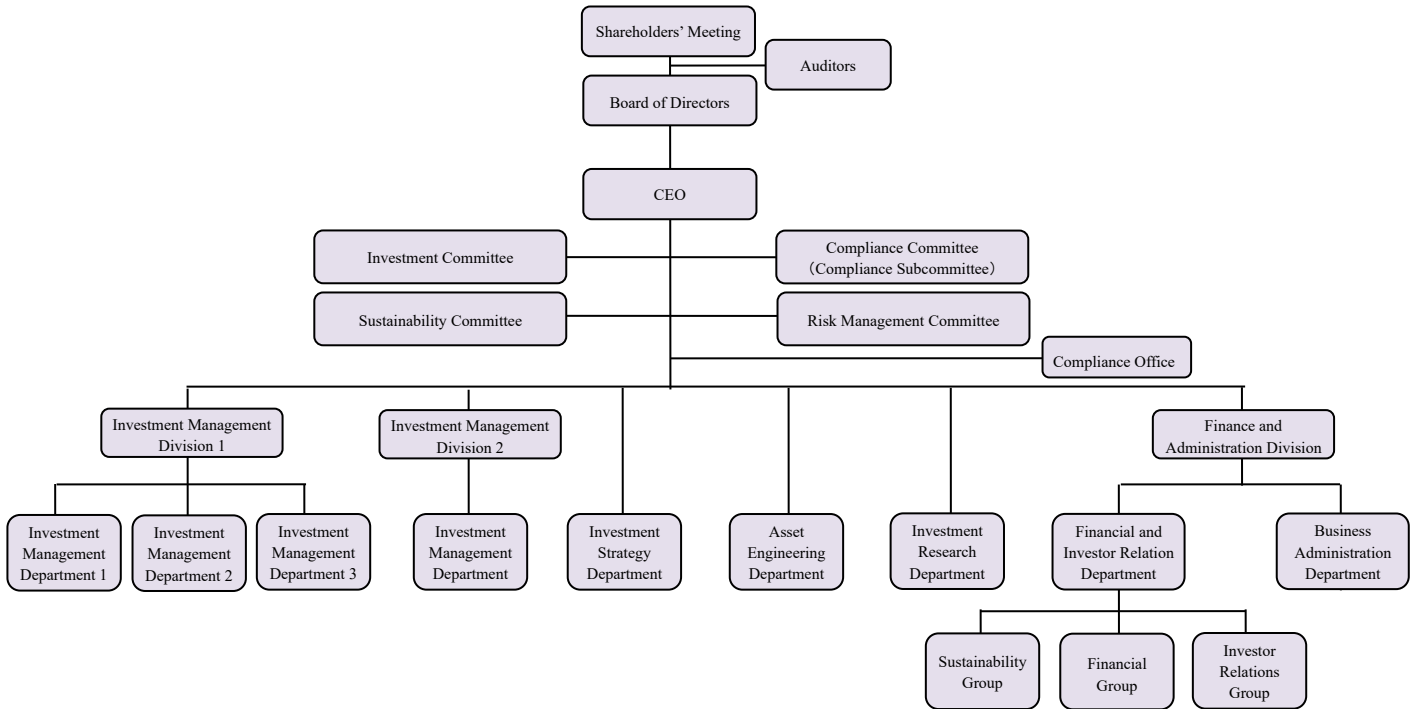 Shareholders’ Meeting
Auditors
Board of Directors
CEO
Investment Committee
Compliance Committee
（Compliance Subcommittee）
Sustainability Committee
Risk Management Committee
Compliance Office
Investment Management
Division 1
Investment Management
Division 2
Finance and
Administration Division
Investment
Management
Department 1
Investment
Management
Department 2
Investment
Management
Department 3
Investment
Management
Department
Investment
Strategy
Department
Asset
Engineering
Department
Investment
Research
Department
Financial and
Investor Relation
Department
Business
Administration
Department
Sustainability
Group
Financial
Group
Investor
Relations
Group